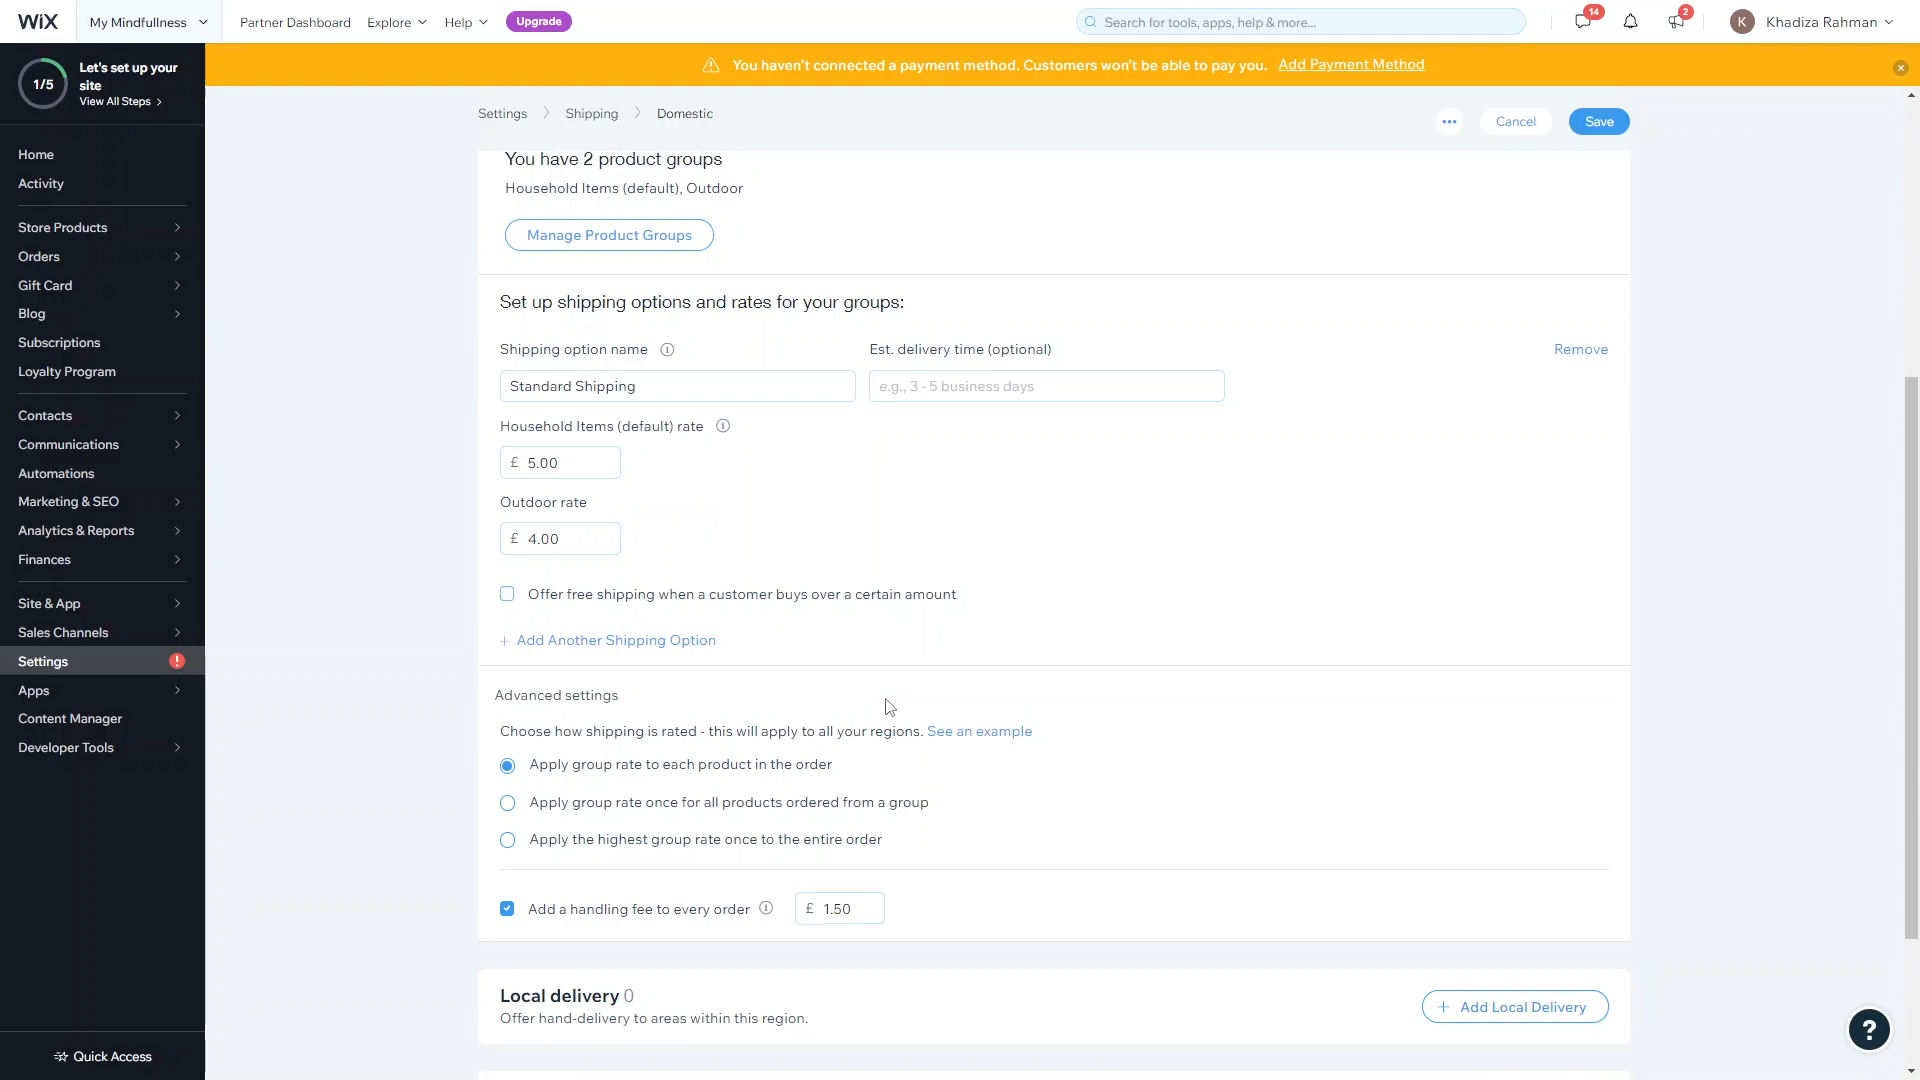 WiX
My Mindfullness
Partner Dashboard
Explore
Help
Upgrade
Search for tools, apps, help & more...
14
2
K
Khadiza Rahman
1/5
Let's set up your
site
View All Steps >
You haven't connected a payment method. Customers won't be able to pay you. Add Payment Method
Home
Activity
Store Products
Orders
Gift Card
Blog
Subscriptions
Loyalty Program
Contacts
Communications
Automations
Marketing & SEO
Analytics & Reports
Finances
Site & App
Sales Channels
Settings !
Apps
Content Manager
Developer Tools
Quick Access
Settings > Shipping > Domestic
... Cancel Save
You have 2 product groups
Household Items (default), Outdoor
Manage Product Groups
Set up shipping options and rates for your groups:
Shipping option name Est. delivery time (optional) Remove
Standard Shipping e.g., 3 - 5 business days
Household Items (default) rate
£ 5.00
Outdoor rate
£ 4.00
Offer free shipping when a customer buys over a certain amount
+ Add Another Shipping Option
Advanced settings
Choose how shipping is rated - this will apply to all your regions. See an example
Apply group rate to each product in the order
Apply group rate once for all products ordered from a group
Apply the highest group rate once to the entire order
Add a handling fee to every order £ 1.50
Local delivery 0
Offer hand-delivery to areas within this region.
+ Add Local Delivery
?